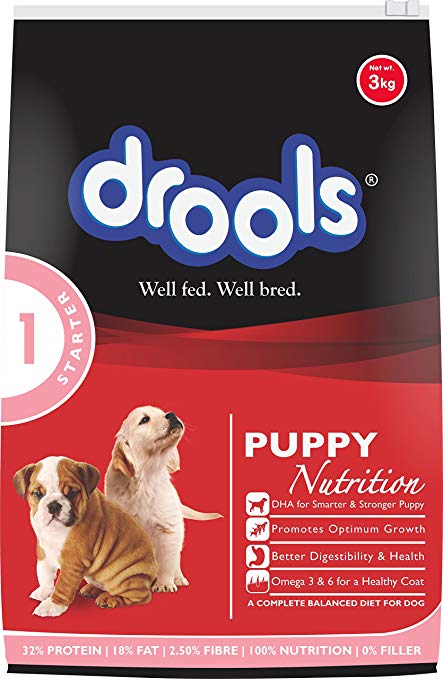 Net wt.
3kg
drools®
Well fed. Well bred.
1
STARTER
PUPPY
Nutrition
DHA for Smarter & Stronger Puppy
Promotes Optimum Growth
Better Digestibility & Health
Omega 3 & 6 for a Healthy Coat
A COMPLETE BALANCED DIET FOR DOG
32% PROTEIN | 18% FAT | 2.50% FIBRE | 100% NUTRITION | 0% FILLER